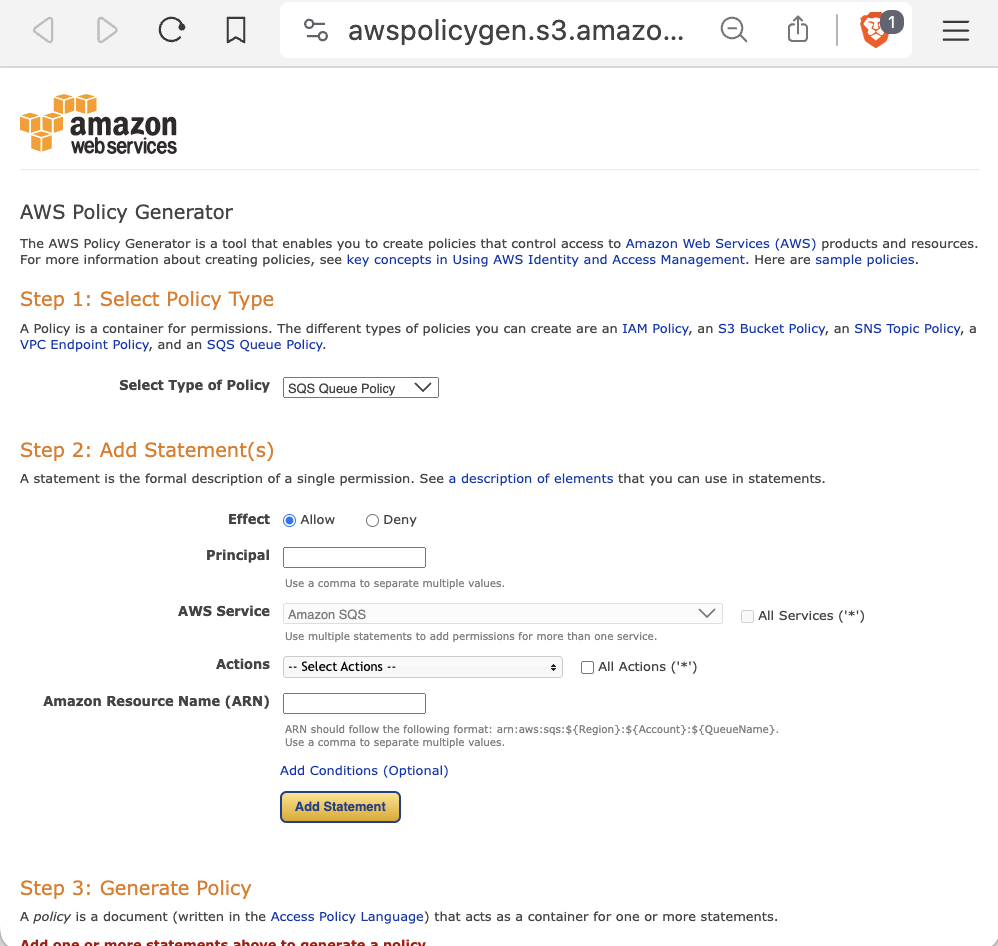 awspolicygen.s3.amazo...
1
amazon
webservices
AWS Policy Generator
The AWS Policy Generator is a tool that enables you to create policies that control access to Amazon Web Services (AWS) products and resources.
For more information about creating policies, see key concepts in Using AWS Identity and Access Management. Here are sample policies.
Step 1: Select Policy Type
A Policy is a container for permissions. The different types of policies you can create are an IAM Policy, an S3 Bucket Policy, an SNS Topic Policy, a
VPC Endpoint Policy, and an SQS Queue Policy.
Select Type of Policy SQS Queue Policy
Step 2: Add Statement(s)
A statement is the formal description of a single permission. See a description of elements that you can use in statements.
Effect Allow Deny
Principal
Use a comma to separate multiple values.
AWS Service Amazon SQS All Services ('*')
Use multiple statements to add permissions for more than one service.
Actions -- Select Actions -- All Actions ('*')
Amazon Resource Name (ARN)
ARN should follow the following format: arn:aws:sqs:${Region}:${Account}:${QueueName}.
Use a comma to separate multiple values.
Add Conditions (Optional)
Add Statement
Step 3: Generate Policy
A policy is a document (written in the Access Policy Language) that acts as a container for one or more statements.
Add one or more statements above to generate a policy.